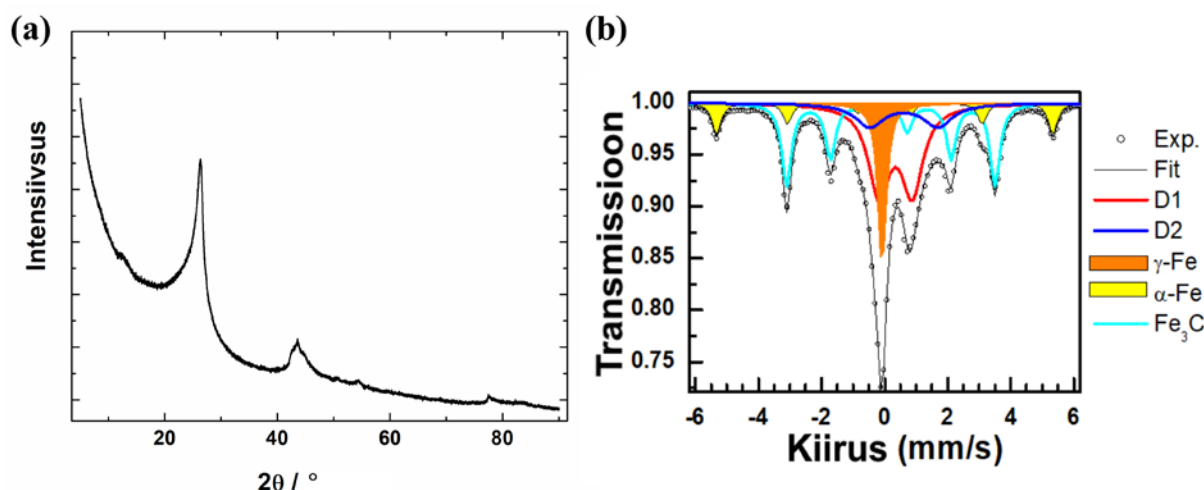 (a)
Intensiivsus
20
40
60
80
2θ / °
(b)
Transmissioon
1.00
0.95
0.90
0.85
0.80
0.75
-6
-4
-2
0
2
4
6
Kiirus (mm/s)
Exp.
Fit
D1
D2
γ-Fe
α-Fe
Fe₃C